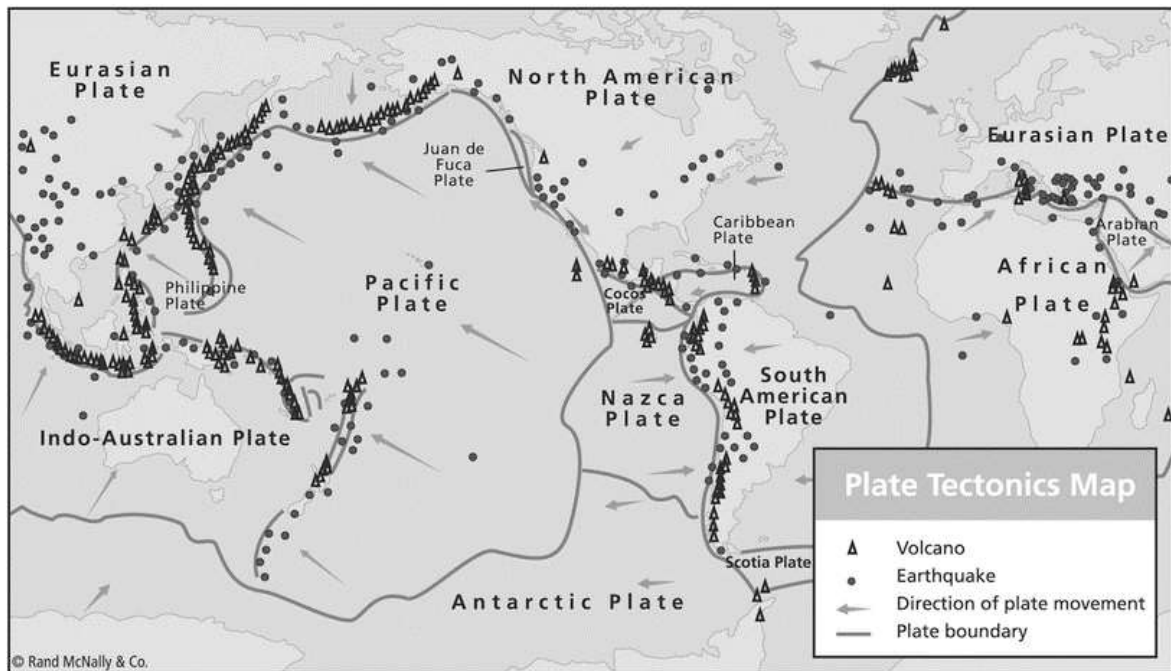 Eurasian
Plate
North American
Plate
Juan de
Fuca
Plate
Eurasian Plate
Caribbean
Plate
Arabian
Plate
Philippine
Plate
Pacific
Plate
Cocos
Plate
African
Plate
Nazca
Plate
South
American
Plate
Indo-Australian Plate
Scotia Plate
Antarctic Plate
Plate Tectonics Map
Volcano
Earthquake
Direction of plate movement
Plate boundary
© Rand McNally & Co.